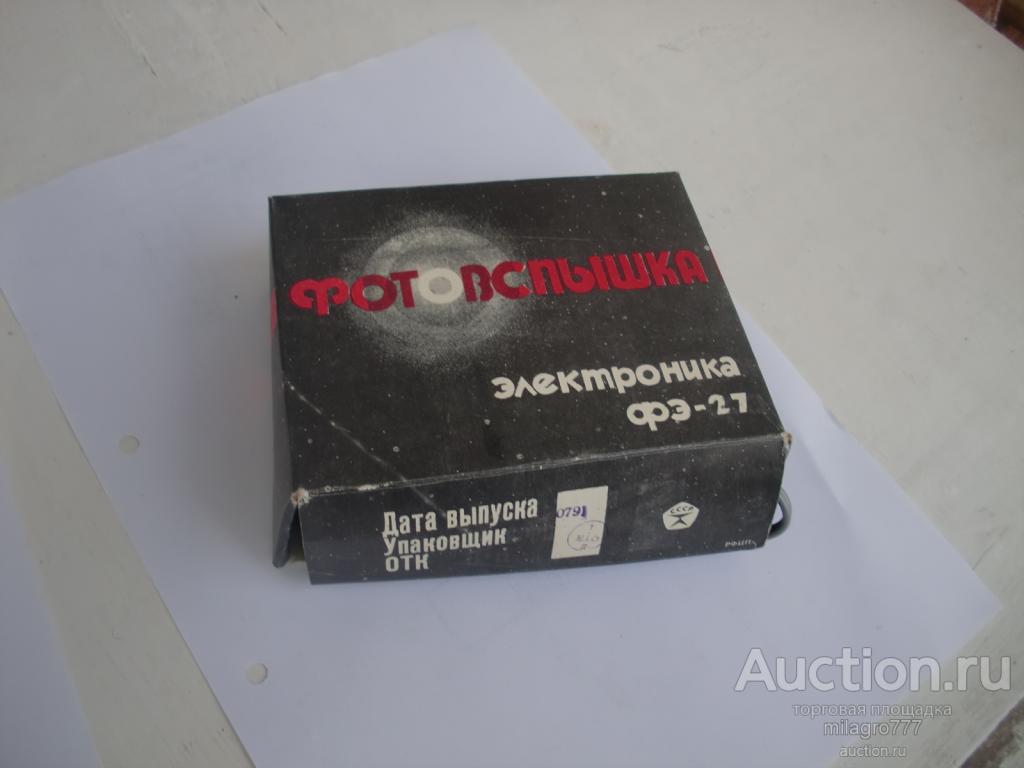 ФОТОВСПЫШКА
электроника
фэ-27
Дата выпуска
Упаковщик
ОТК
0791
СССР
Auction.ru
торговая площадка
milagro777
auction.ru